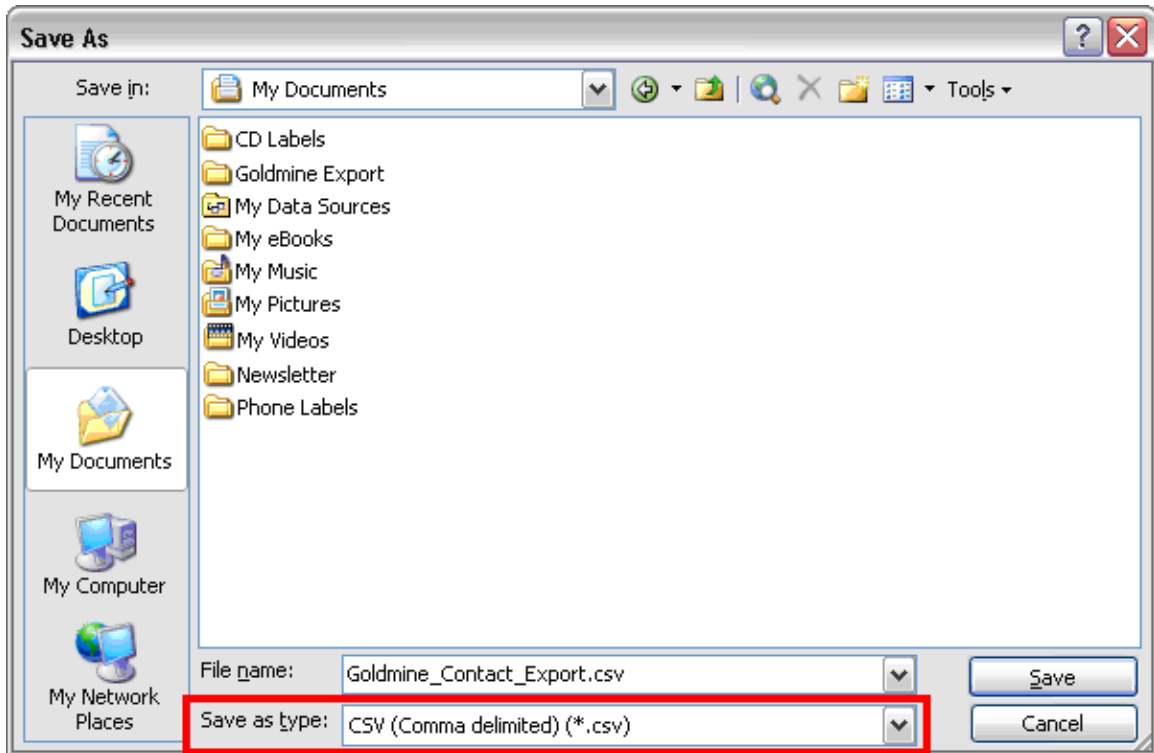 Save As
Save in:
My Documents
Tools
My Recent
Documents
Desktop
My Documents
My Computer
My Network
Places
CD Labels
Goldmine Export
My Data Sources
My eBooks
My Music
My Pictures
My Videos
Newsletter
Phone Labels
File name:
Goldmine_Contact_Export.csv
Save
Save as type:
CSV (Comma delimited) (*.csv)
Cancel